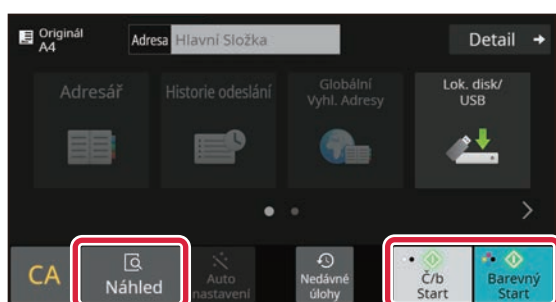 Originál
A4
Adresa Hlavní Složka
Detail
Adresář
Historie odeslání
Globální
Vyhl. Adresy
Lok. disk/
USB
CA
Náhled
Auto
nastavení
Nedávné
úlohy
Č/b
Start
Barevný
Start